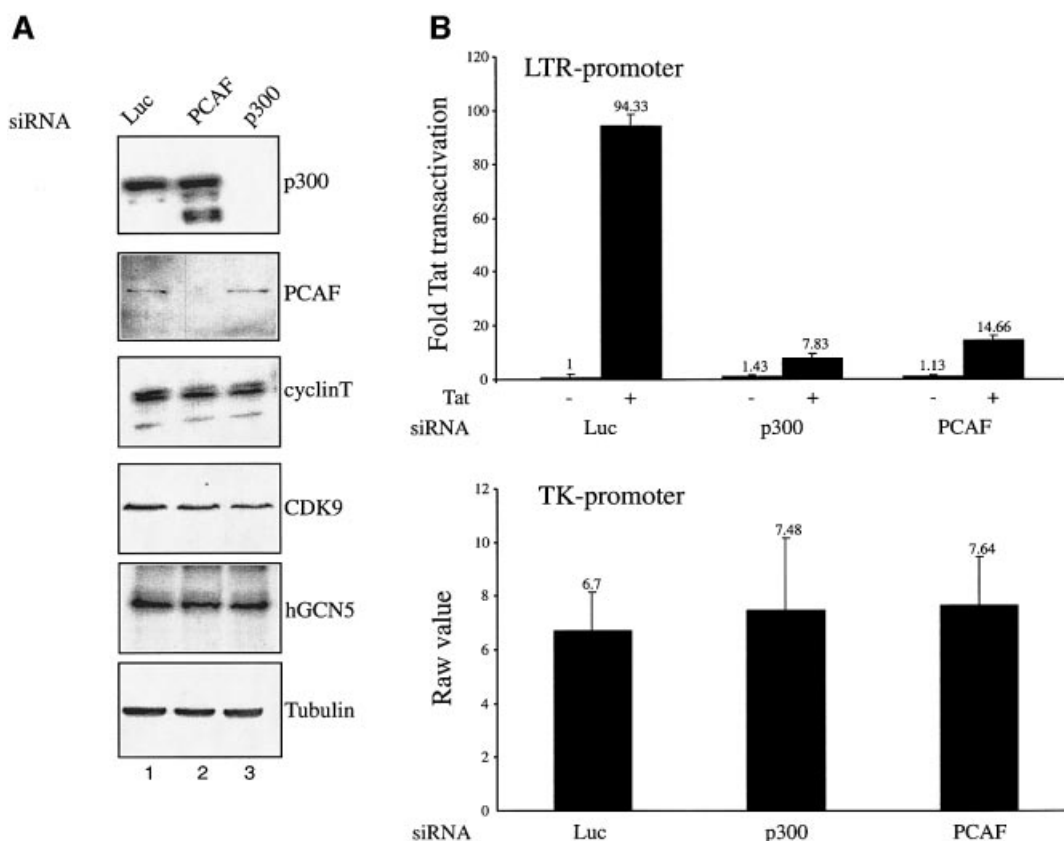 A
siRNA
Luc PCAF p300
p300
PCAF
cyclinT
CDK9
hGCN5
Tubulin
1 2 3
B
LTR-promoter
Fold Tat transactivation
120
100
80
60
40
20
0
1 94.33 1.43 7.83 1.13 14.66
Tat - + - + - +
siRNA Luc p300 PCAF
TK-promoter
Raw value
12
10
8
6
4
2
0
6.7 7.48 7.64
siRNA Luc p300 PCAF